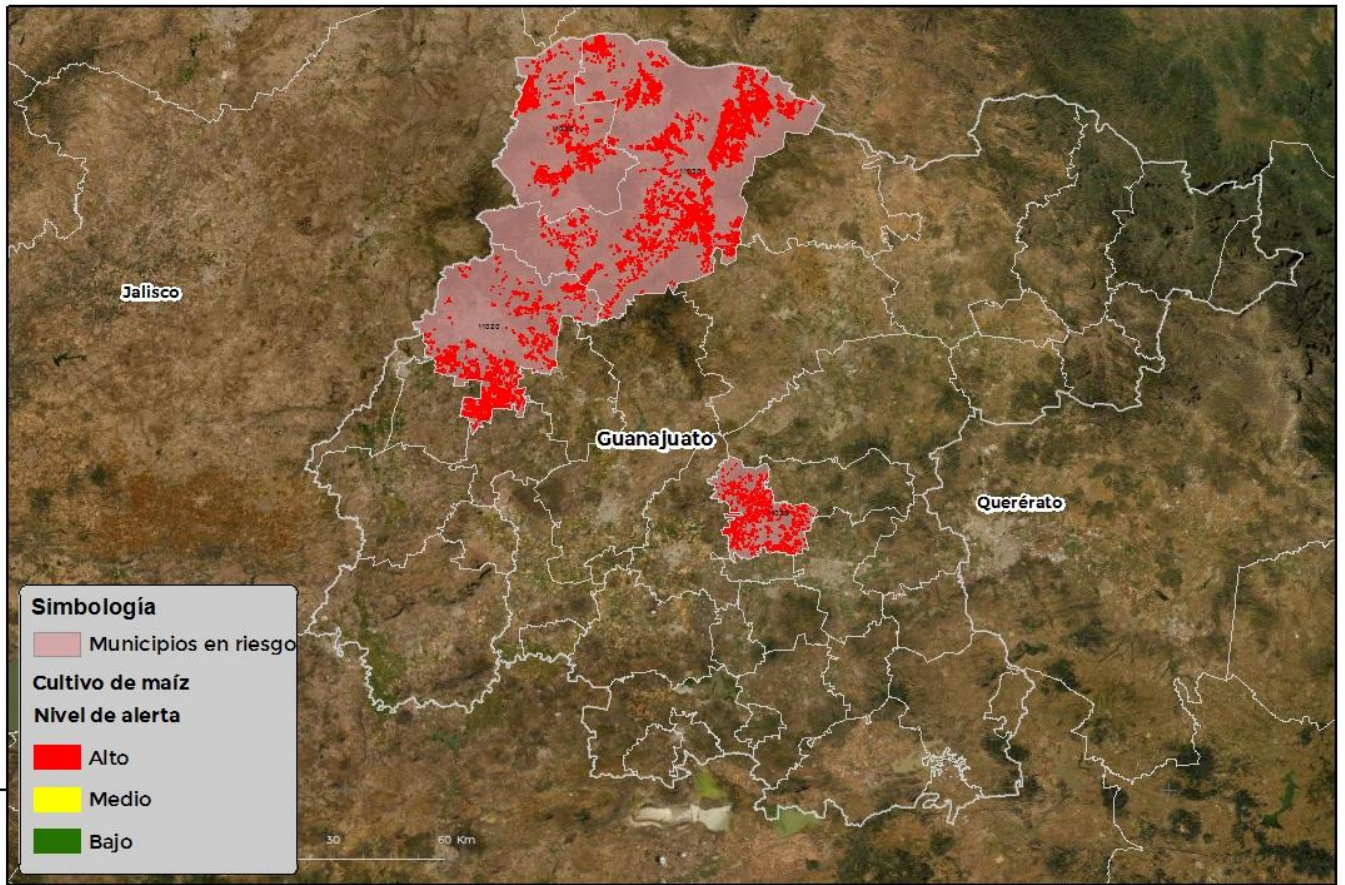 Jalisco
11020
Guanajuato
Querérato
Simbología
Municipios en riesgo
Cultivo de maíz
Nivel de alerta
Alto
Medio
Bajo
30
60 Km